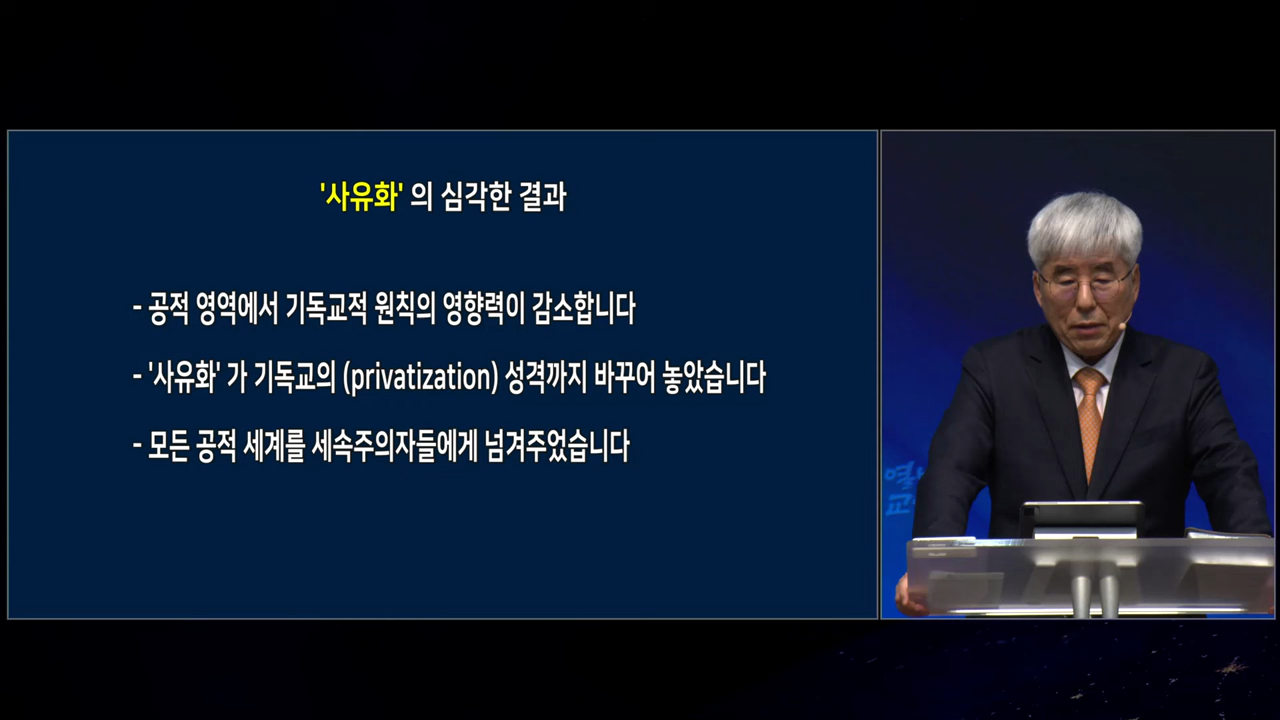 '사유화' 의 심각한 결과
- 공적 영역에서 기독교적 원칙의 영향력이 감소합니다
- '사유화' 가 기독교의 (privatization) 성격까지 바꾸어 놓았습니다
- 모든 공적 세계를 세속주의자들에게 넘겨주었습니다